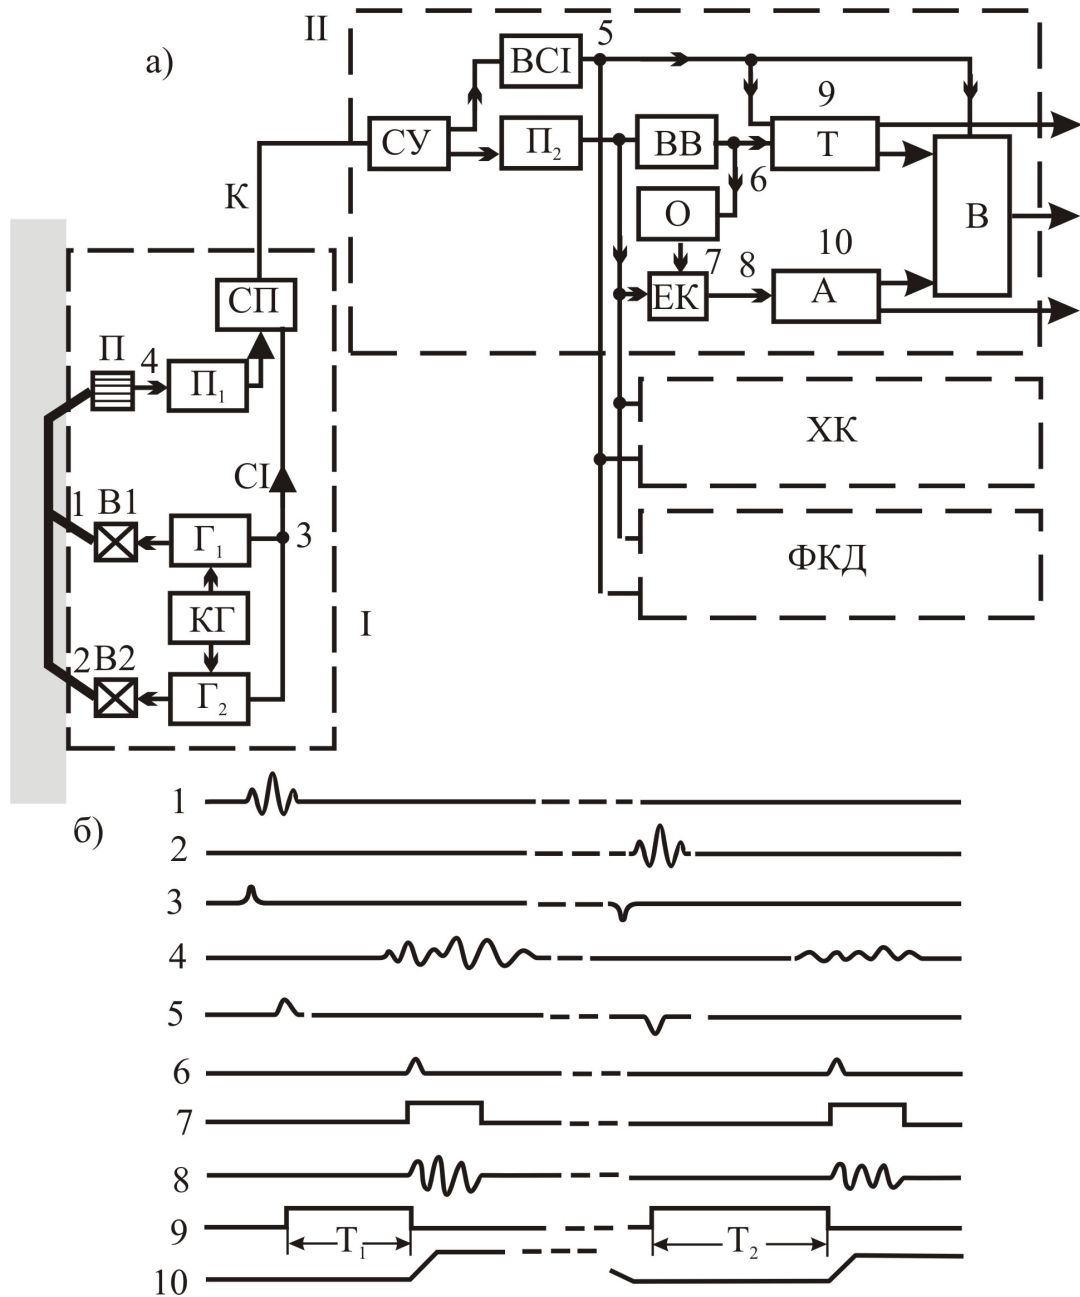 II
5
а)
ВСІ
9
СУ
П₂
ВВ
Т
К
6
О
В
7
8
10
СП
ЕК
А
П
4
П₁
ХК
СІ
1
В1
Г₁
3
ФКД
КГ
I
2
В2
Г₂
1
б)
2
3
4
5
6
7
8
9
Т₁
Т₂
10